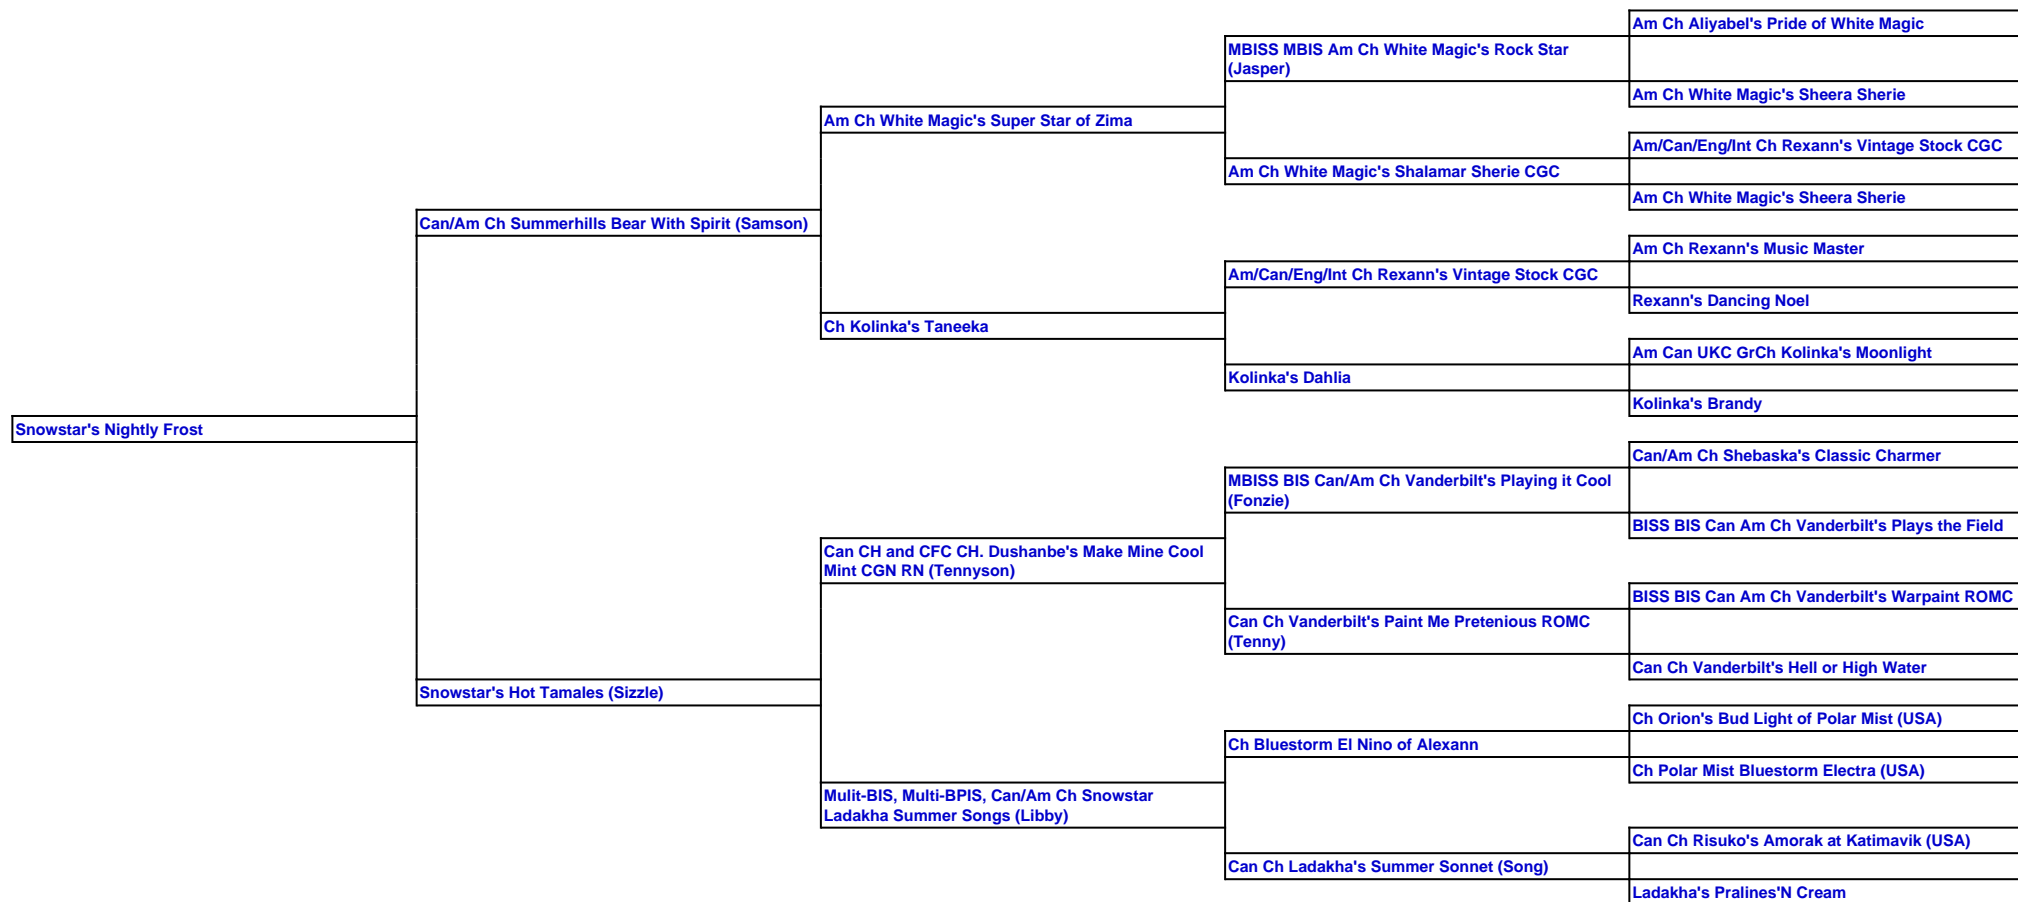 Am Ch Aliyabel's Pride of White Magic
MBISS MBIS Am Ch White Magic's Rock Star
(Jasper)
Am Ch White Magic's Sheera Sherie
Am Ch White Magic's Super Star of Zima
Am/Can/Eng/Int Ch Rexann's Vintage Stock CGC
Am Ch White Magic's Shalamar Sherie CGC
Am Ch White Magic's Sheera Sherie
Can/Am Ch Summerhills Bear With Spirit (Samson)
Am Ch Rexann's Music Master
Am/Can/Eng/Int Ch Rexann's Vintage Stock CGC
Rexann's Dancing Noel
Ch Kolinka's Taneeka
Am Can UKC GrCh Kolinka's Moonlight
Kolinka's Dahlia
Kolinka's Brandy
Snowstar's Nightly Frost
Can/Am Ch Shebaska's Classic Charmer
MBISS BIS Can/Am Ch Vanderbilt's Playing it Cool
(Fonzie)
BISS BIS Can Am Ch Vanderbilt's Plays the Field
Can CH and CFC CH. Dushanbe's Make Mine Cool
Mint CGN RN (Tennyson)
BISS BIS Can Am Ch Vanderbilt's Warpaint ROMC
Can Ch Vanderbilt's Paint Me Pretenious ROMC
(Tenny)
Can Ch Vanderbilt's Hell or High Water
Snowstar's Hot Tamales (Sizzle)
Ch Orion's Bud Light of Polar Mist (USA)
Ch Bluestorm El Nino of Alexann
Ch Polar Mist Bluestorm Electra (USA)
Mulit-BIS, Multi-BPIS, Can/Am Ch Snowstar
Ladakha Summer Songs (Libby)
Can Ch Risuko's Amorak at Katimavik (USA)
Can Ch Ladakha's Summer Sonnet (Song)
Ladakha's Pralines'N Cream